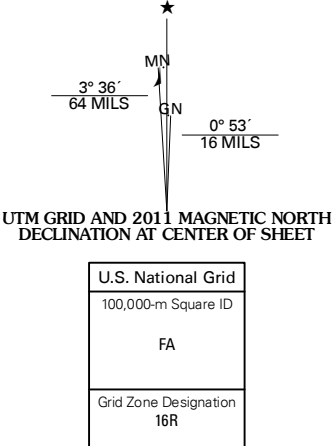 ★
MN
3° 36´
64 MILS
GN
0° 53´
16 MILS
UTM GRID AND 2011 MAGNETIC NORTH
DECLINATION AT CENTER OF SHEET
U.S. National Grid
100,000-m Square ID
FA
Grid Zone Designation
16R